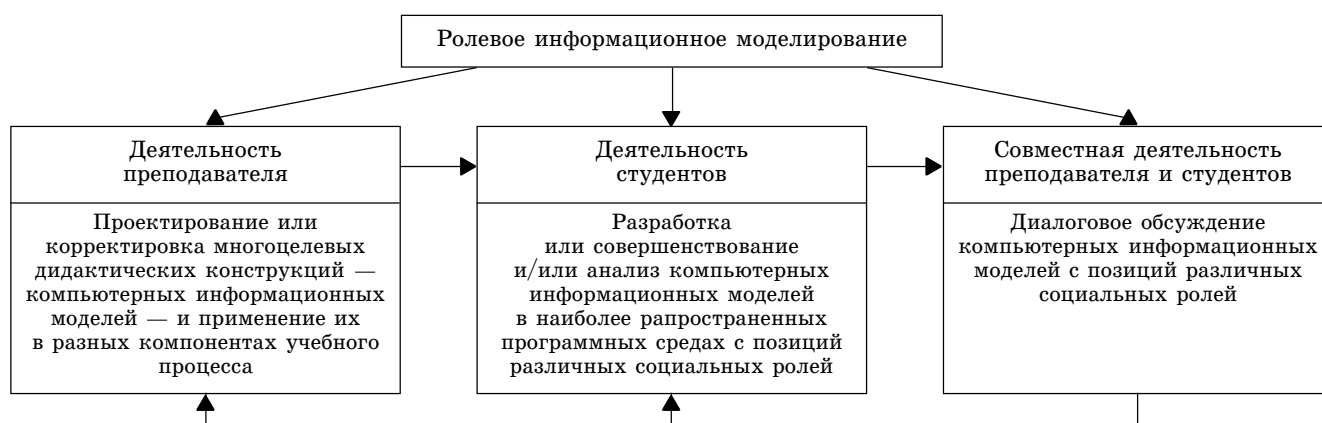 Ролевое информационное моделирование
Деятельность
преподавателя
Проектирование или
корректировка многоцелевых
дидактических конструкций —
компьютерных информационных
моделей — и применение их
в разных компонентах учебного
процесса
Деятельность
студентов
Разработка
или совершенствование
и/или анализ компьютерных
информационных моделей
в наиболее рапространенных
программных средах с позиций
различных социальных ролей
Совместная деятельность
преподавателя и студентов
Диалоговое обсуждение
компьютерных информационных
моделей с позиций различных
социальных ролей